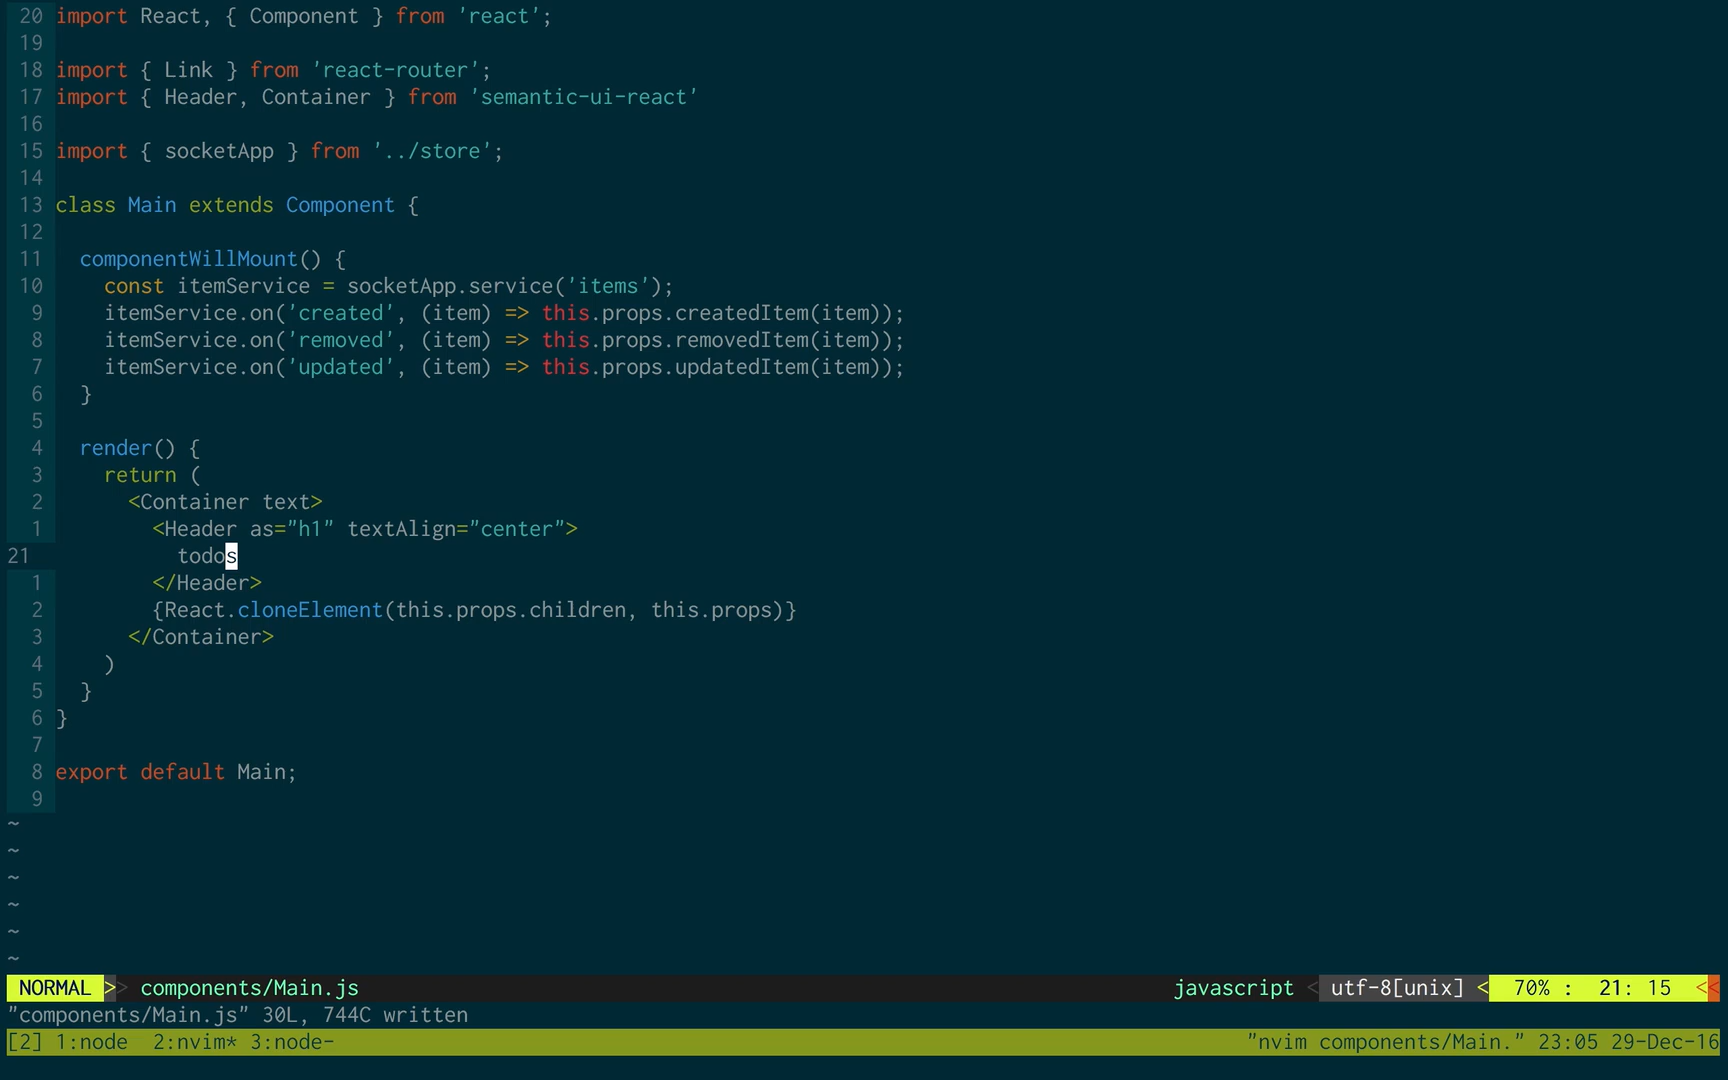 20 import React, { Component } from 'react';
19
18 import { Link } from 'react-router';
17 import { Header, Container } from 'semantic-ui-react'
16
15 import { socketApp } from '../store';
14
13 class Main extends Component {
12
11   componentWillMount() {
10     const itemService = socketApp.service('items');
 9     itemService.on('created', (item) => this.props.createdItem(item));
 8     itemService.on('removed', (item) => this.props.removedItem(item));
 7     itemService.on('updated', (item) => this.props.updatedItem(item));
 6   }
 5
 4   render() {
 3     return (
 2       <Container text>
 1         <Header as="h1" textAlign="center">
21           todos
 1         </Header>
 2         {React.cloneElement(this.props.children, this.props)}
 3       </Container>
 4     )
 5   }
 6 }
 7
 8 export default Main;
 9
~
~
~
~
~
~
NORMAL >> components/Main.js javascript < utf-8[unix] < 70% : 21: 15 <<
"components/Main.js" 30L, 744C written
[2] 1:node  2:nvim* 3:node- "nvim components/Main." 23:05 29-Dec-16